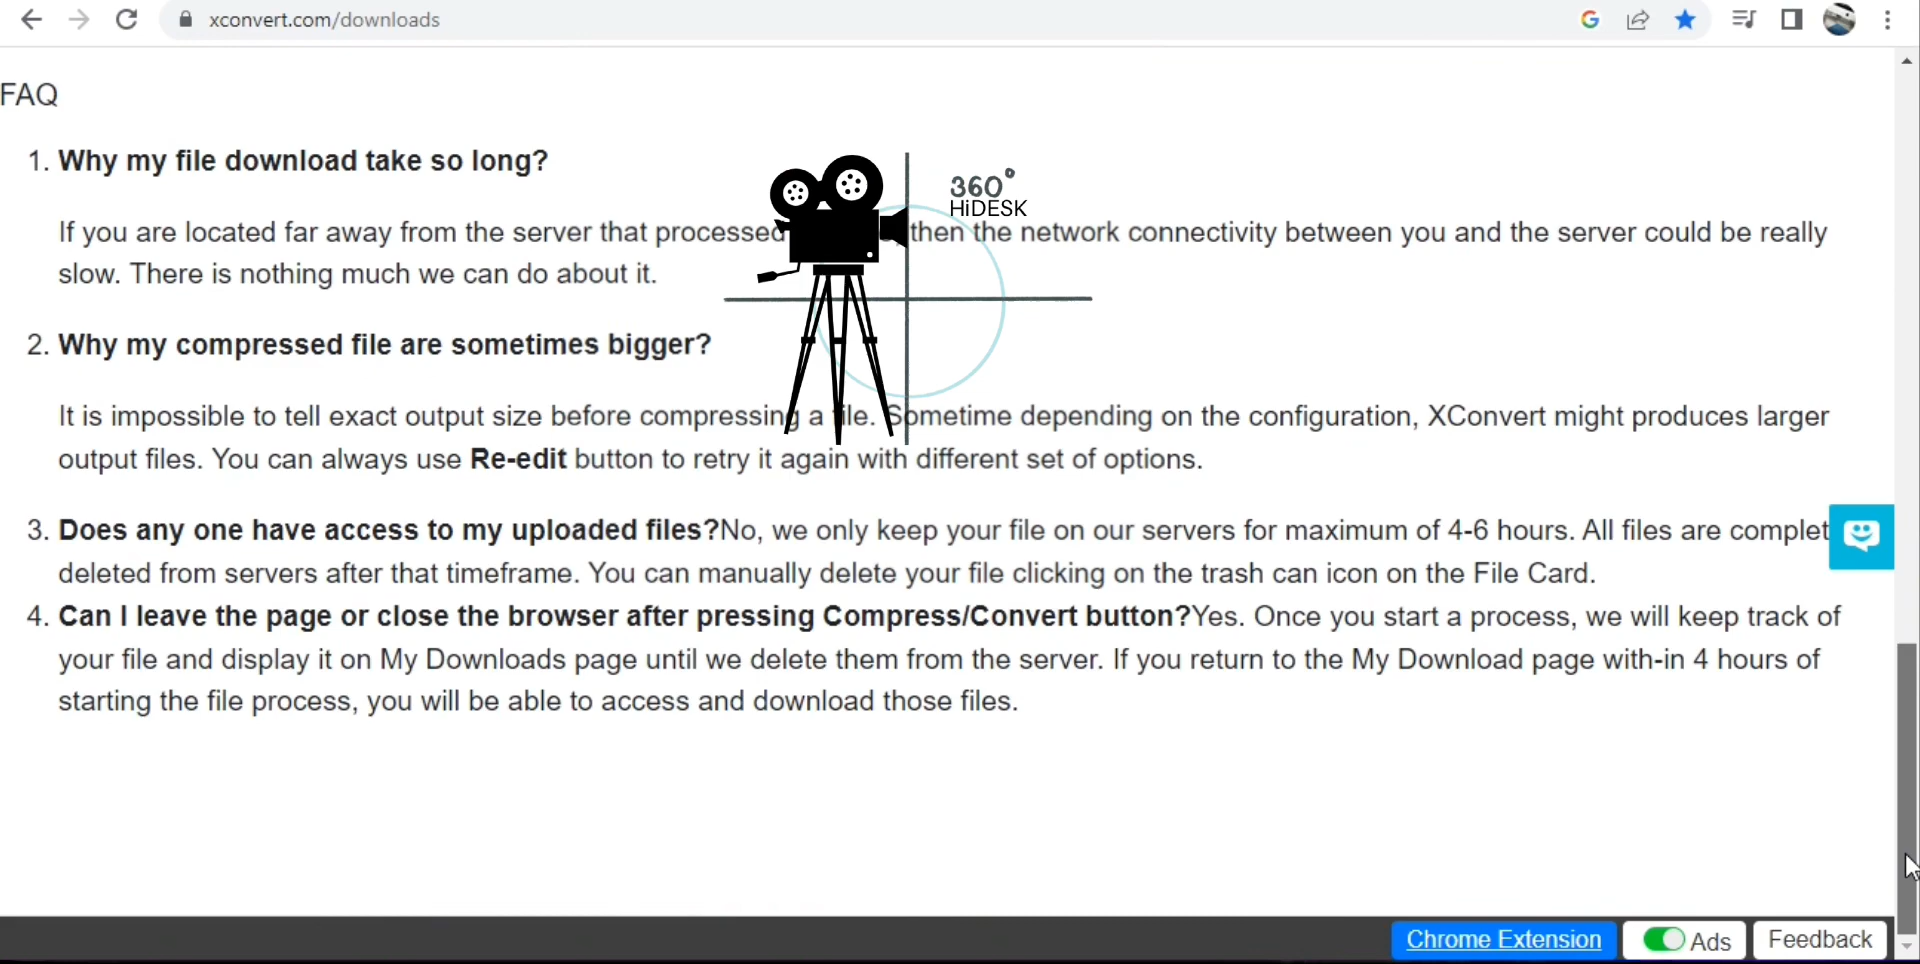 xconvert.com/downloads
FAQ
1. Why my file download take so long?
360°
HiDESK
If you are located far away from the server that processed then the network connectivity between you and the server could be really
slow. There is nothing much we can do about it.
2. Why my compressed file are sometimes bigger?
It is impossible to tell exact output size before compressing a file. Sometime depending on the configuration, XConvert might produces larger
output files. You can always use Re-edit button to retry it again with different set of options.
3. Does any one have access to my uploaded files?No, we only keep your file on our servers for maximum of 4-6 hours. All files are complet
deleted from servers after that timeframe. You can manually delete your file clicking on the trash can icon on the File Card.
4. Can I leave the page or close the browser after pressing Compress/Convert button?Yes. Once you start a process, we will keep track of
your file and display it on My Downloads page until we delete them from the server. If you return to the My Download page with-in 4 hours of
starting the file process, you will be able to access and download those files.
Chrome Extension
Ads
Feedback